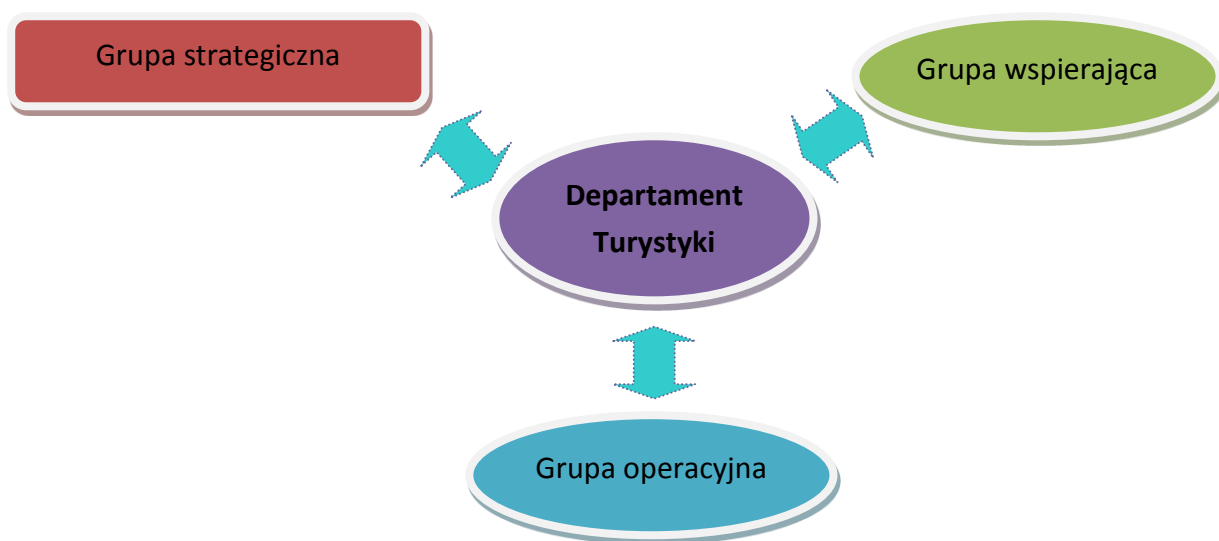 Grupa strategiczna
Grupa wspierająca
Departament
Turystyki
Grupa operacyjna